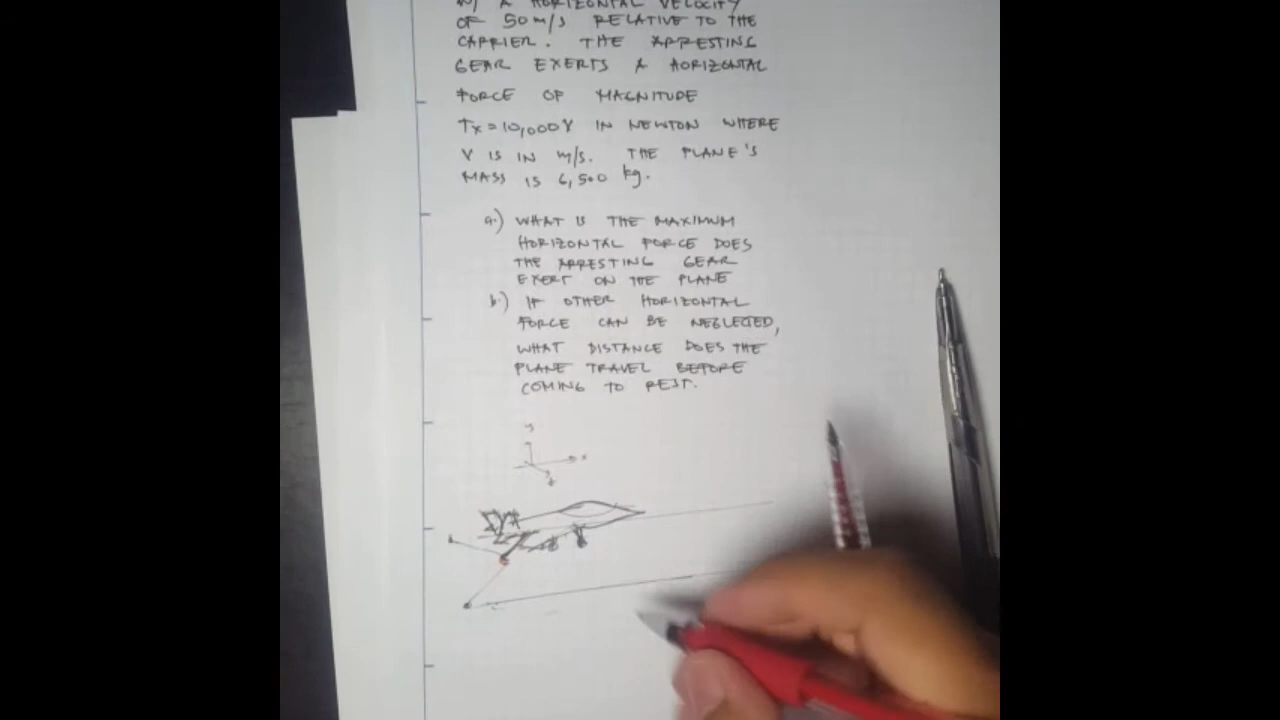 W/ A HORIZONTAL VELOCITY
OF 50 m/s RELATIVE TO THE
CARRIER. THE ARRESTING
GEAR EXERTS A HORIZONTAL
FORCE OF MAGNITUDE
Tx = 10,000V IN NEWTON WHERE
V IS IN m/s. THE PLANE'S
MASS IS 6,500 kg.
a.) WHAT IS THE MAXIMUM
HORIZONTAL FORCE DOES
THE ARRESTING GEAR
EXERT ON THE PLANE
b.) IF OTHER HORIZONTAL
FORCE CAN BE NEGLECTED,
WHAT DISTANCE DOES THE
PLANE TRAVEL BEFORE
COMING TO REST.
y
x
z